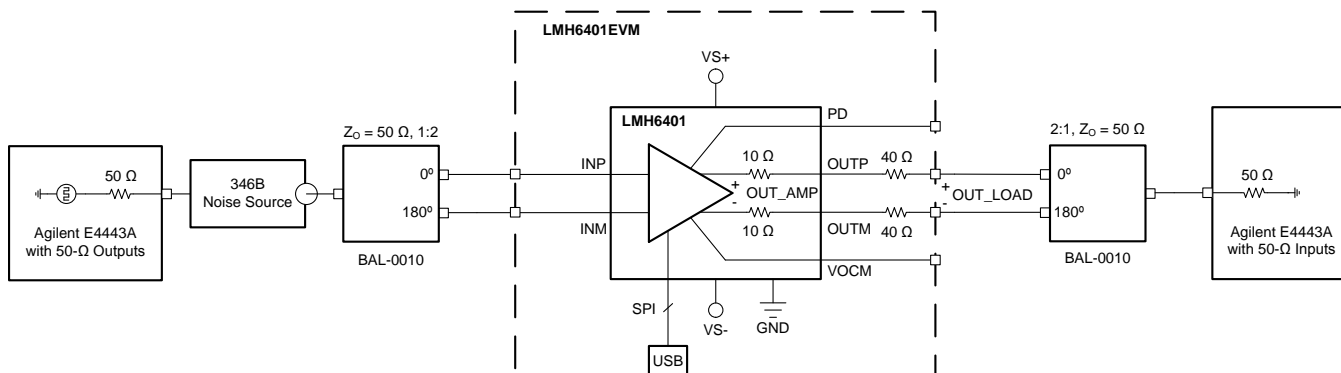 LMH6401EVM
VS+
LMH6401
PD
Z_O = 50 Ω, 1:2
2:1, Z_O = 50 Ω
50 Ω
346B
Noise Source
0º
180º
INP
INM
10 Ω
OUTP
40 Ω
+
-
OUT_AMP
+
-
OUT_LOAD
10 Ω
OUTM
40 Ω
0º
180º
50 Ω
Agilent E4443A
with 50-Ω Outputs
BAL-0010
VOCM
BAL-0010
Agilent E4443A
with 50-Ω Inputs
SPI
VS-
GND
USB